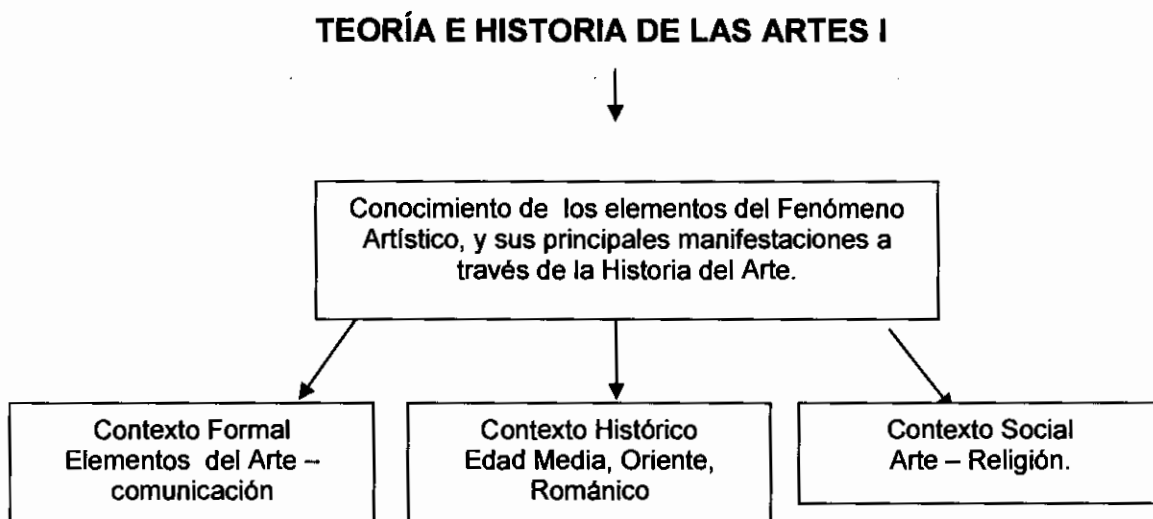 TEORÍA E HISTORIA DE LAS ARTES I
Conocimiento de los elementos del Fenómeno
Artístico, y sus principales manifestaciones a
través de la Historia del Arte.
Contexto Formal
Elementos del Arte –
comunicación
Contexto Histórico
Edad Media, Oriente,
Románico
Contexto Social
Arte – Religión.